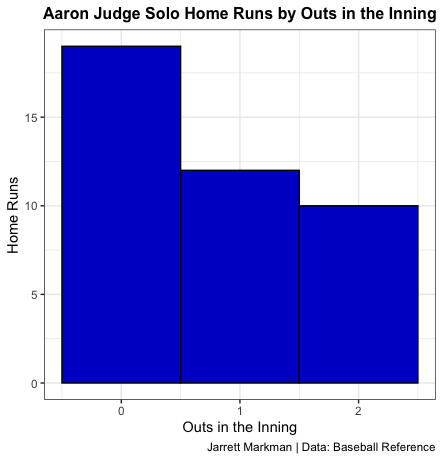 Aaron Judge Solo Home Runs by Outs in the Inning
Home Runs
15
10
5
0
0 1 2
Outs in the Inning
Jarrett Markman | Data: Baseball Reference